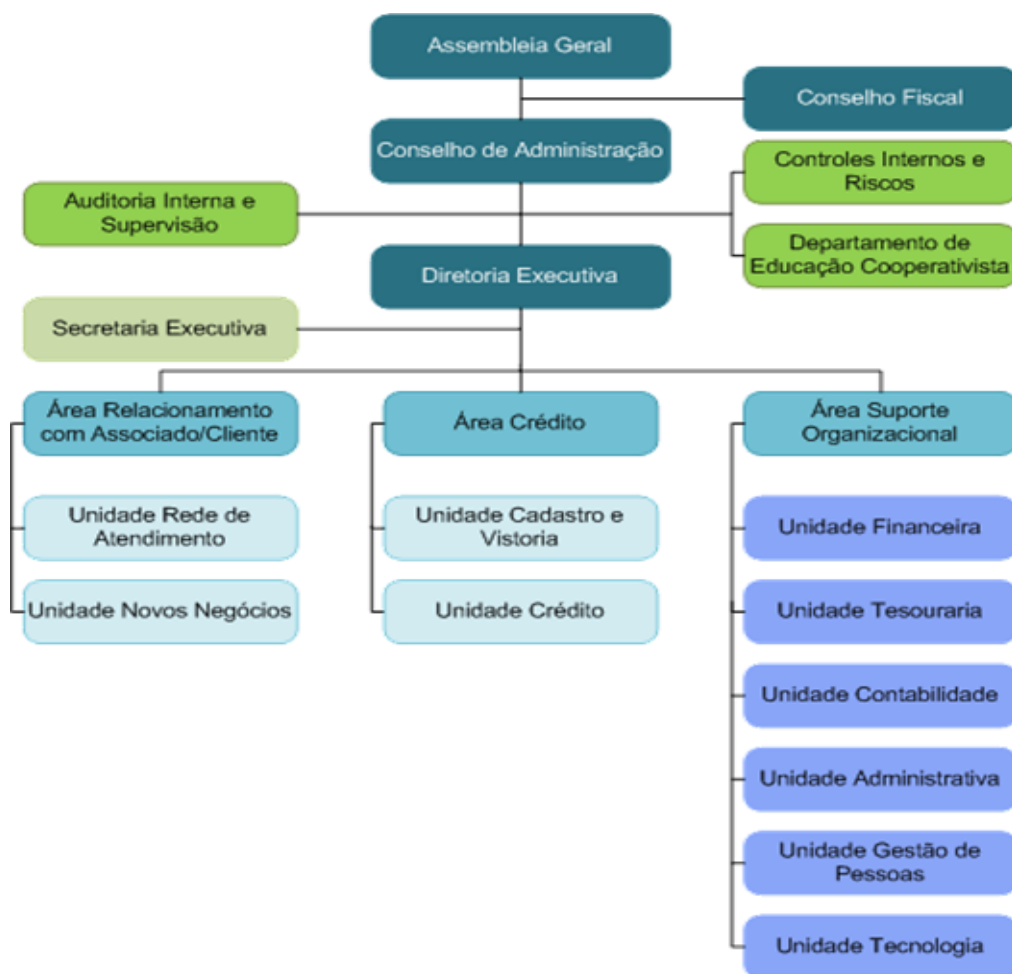 Assembleia Geral
Conselho Fiscal
Conselho de Administração
Controles Internos e
Riscos
Auditoria Interna e
Supervisão
Departamento de
Educação Cooperativista
Diretoria Executiva
Secretaria Executiva
Área Relacionamento
com Associado/Cliente
Área Crédito
Área Suporte
Organizacional
Unidade Rede de
Atendimento
Unidade Cadastro e
Vistoria
Unidade Financeira
Unidade Novos Negócios
Unidade Crédito
Unidade Tesouraria
Unidade Contabilidade
Unidade Administrativa
Unidade Gestão de
Pessoas
Unidade Tecnologia